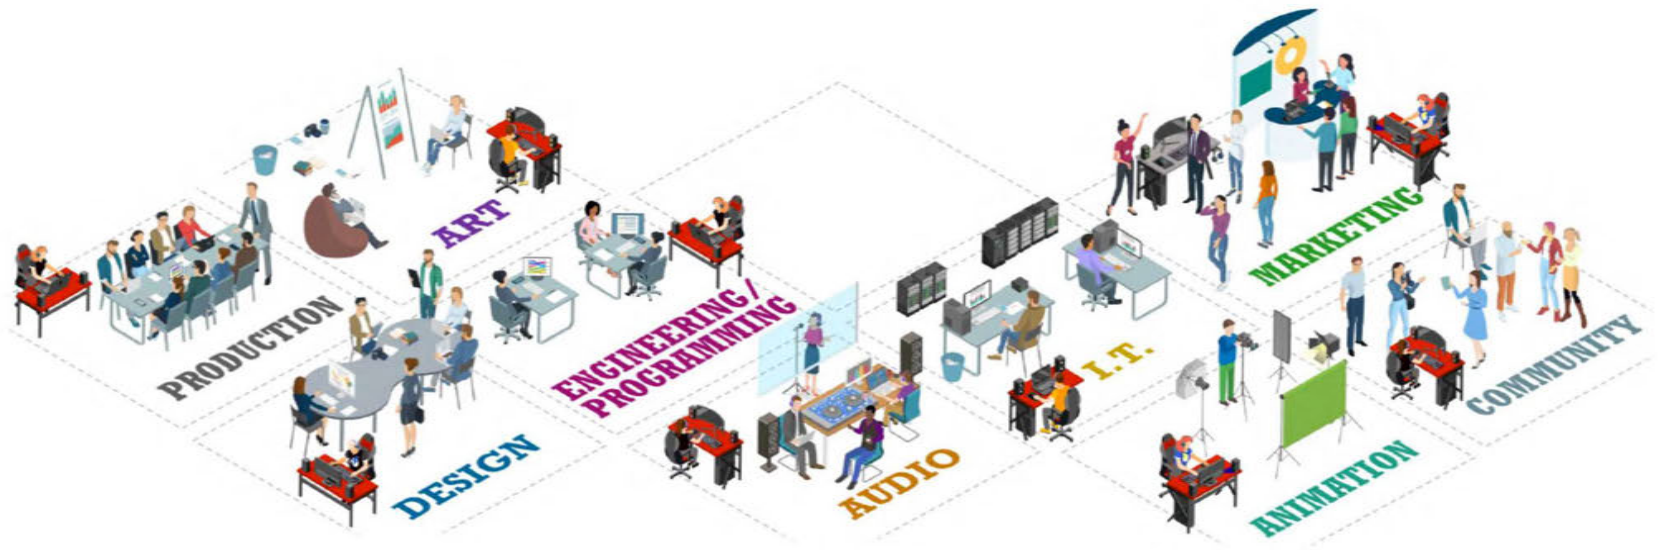 ART
PRODUCTION
ENGINEERING/
PROGRAMMING
DESIGN
AUDIO
I.T.
MARKETING
ANIMATION
COMMUNITY